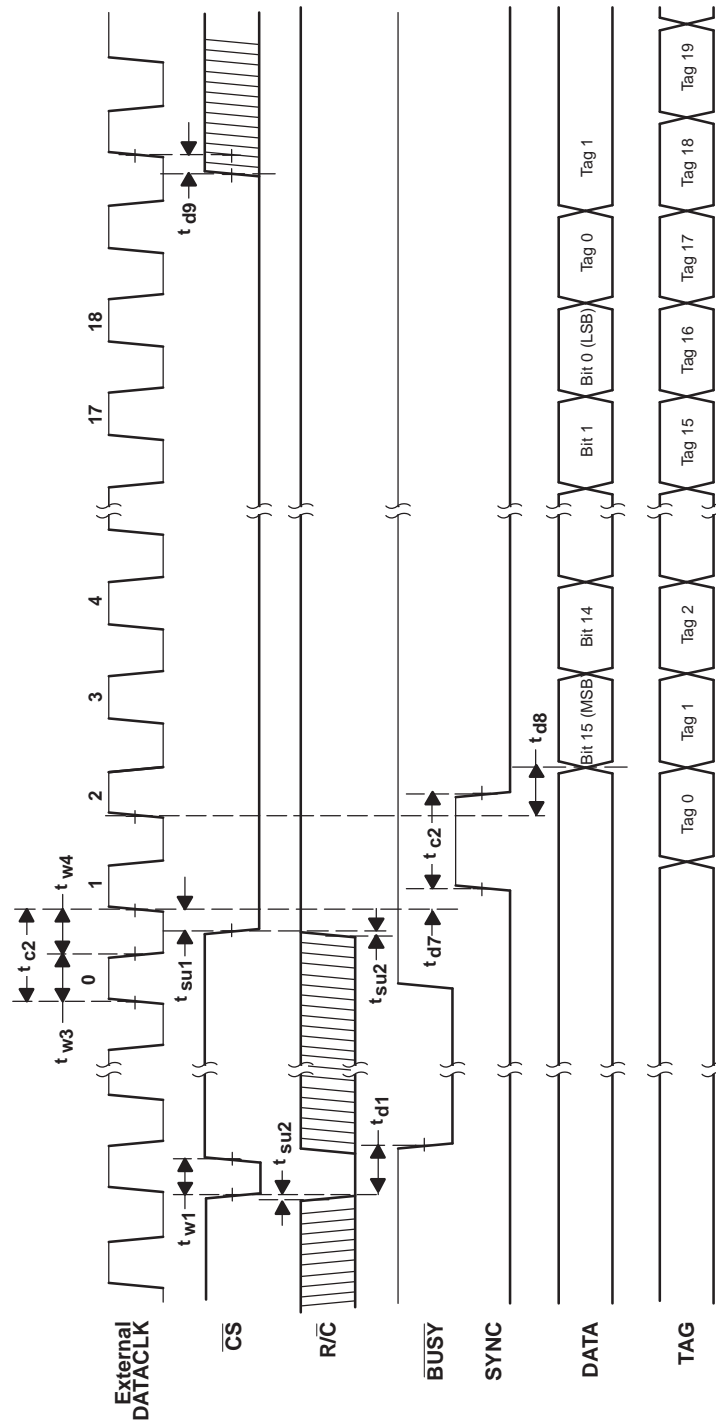 External
DATACLK
t w3
t c2
t w4
0
1
2
3
4
17
18
CS
t w1
t su1
t d9
R/C
t su2
t su2
BUSY
t d1
t d7
t c2
SYNC
t d8
DATA
Bit 15 (MSB)
Bit 14
Bit 1
Bit 0 (LSB)
Tag 0
Tag 1
TAG
Tag 0
Tag 1
Tag 2
Tag 15
Tag 16
Tag 17
Tag 18
Tag 19